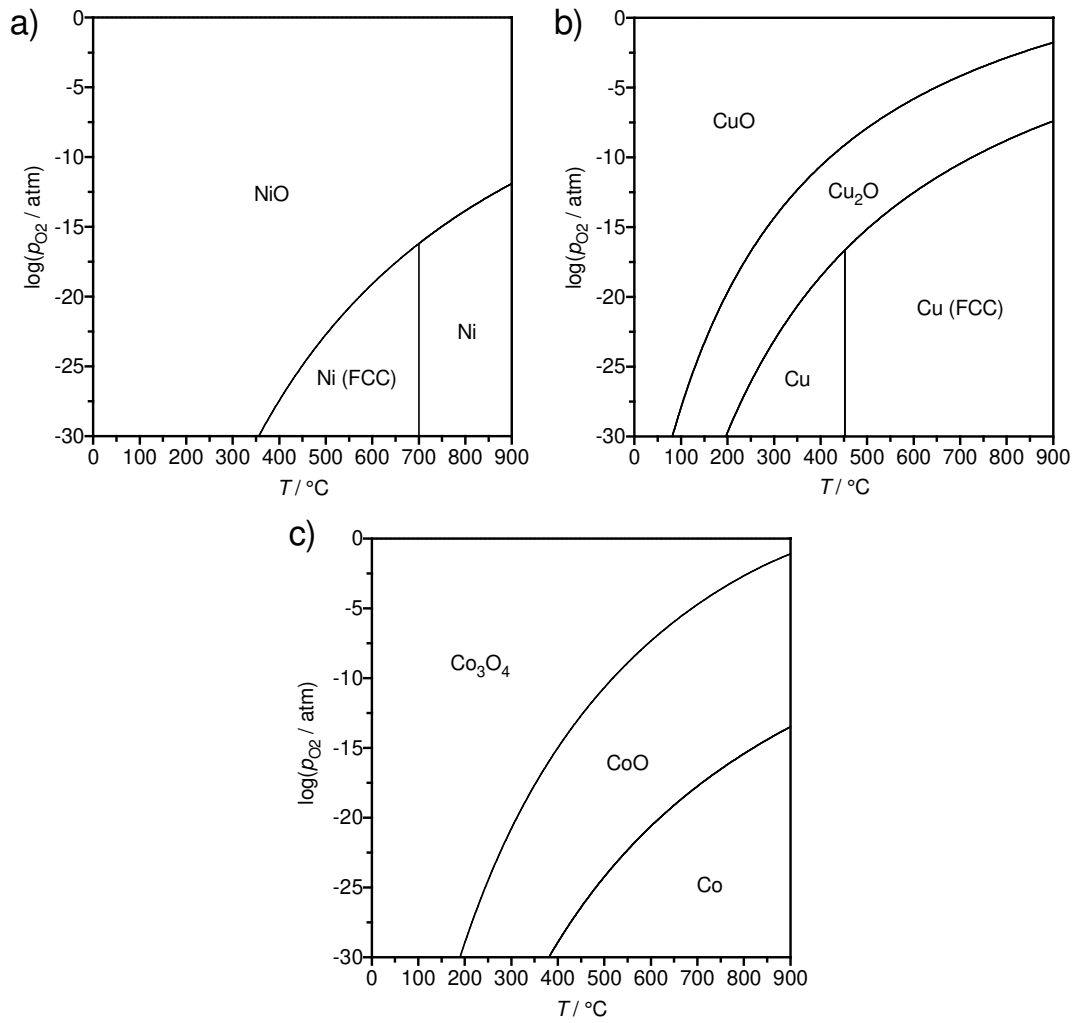 a)
0
-5
-10
-15
-20
-25
-30
log(pO2 / atm)
NiO
Ni (FCC)
Ni
0 100 200 300 400 500 600 700 800 900
T / °C
b)
0
-5
-10
-15
-20
-25
-30
log(pO2 / atm)
CuO
Cu2O
Cu
Cu (FCC)
0 100 200 300 400 500 600 700 800 900
T / °C
c)
0
-5
-10
-15
-20
-25
-30
log(pO2 / atm)
Co3O4
CoO
Co
0 100 200 300 400 500 600 700 800 900
T / °C